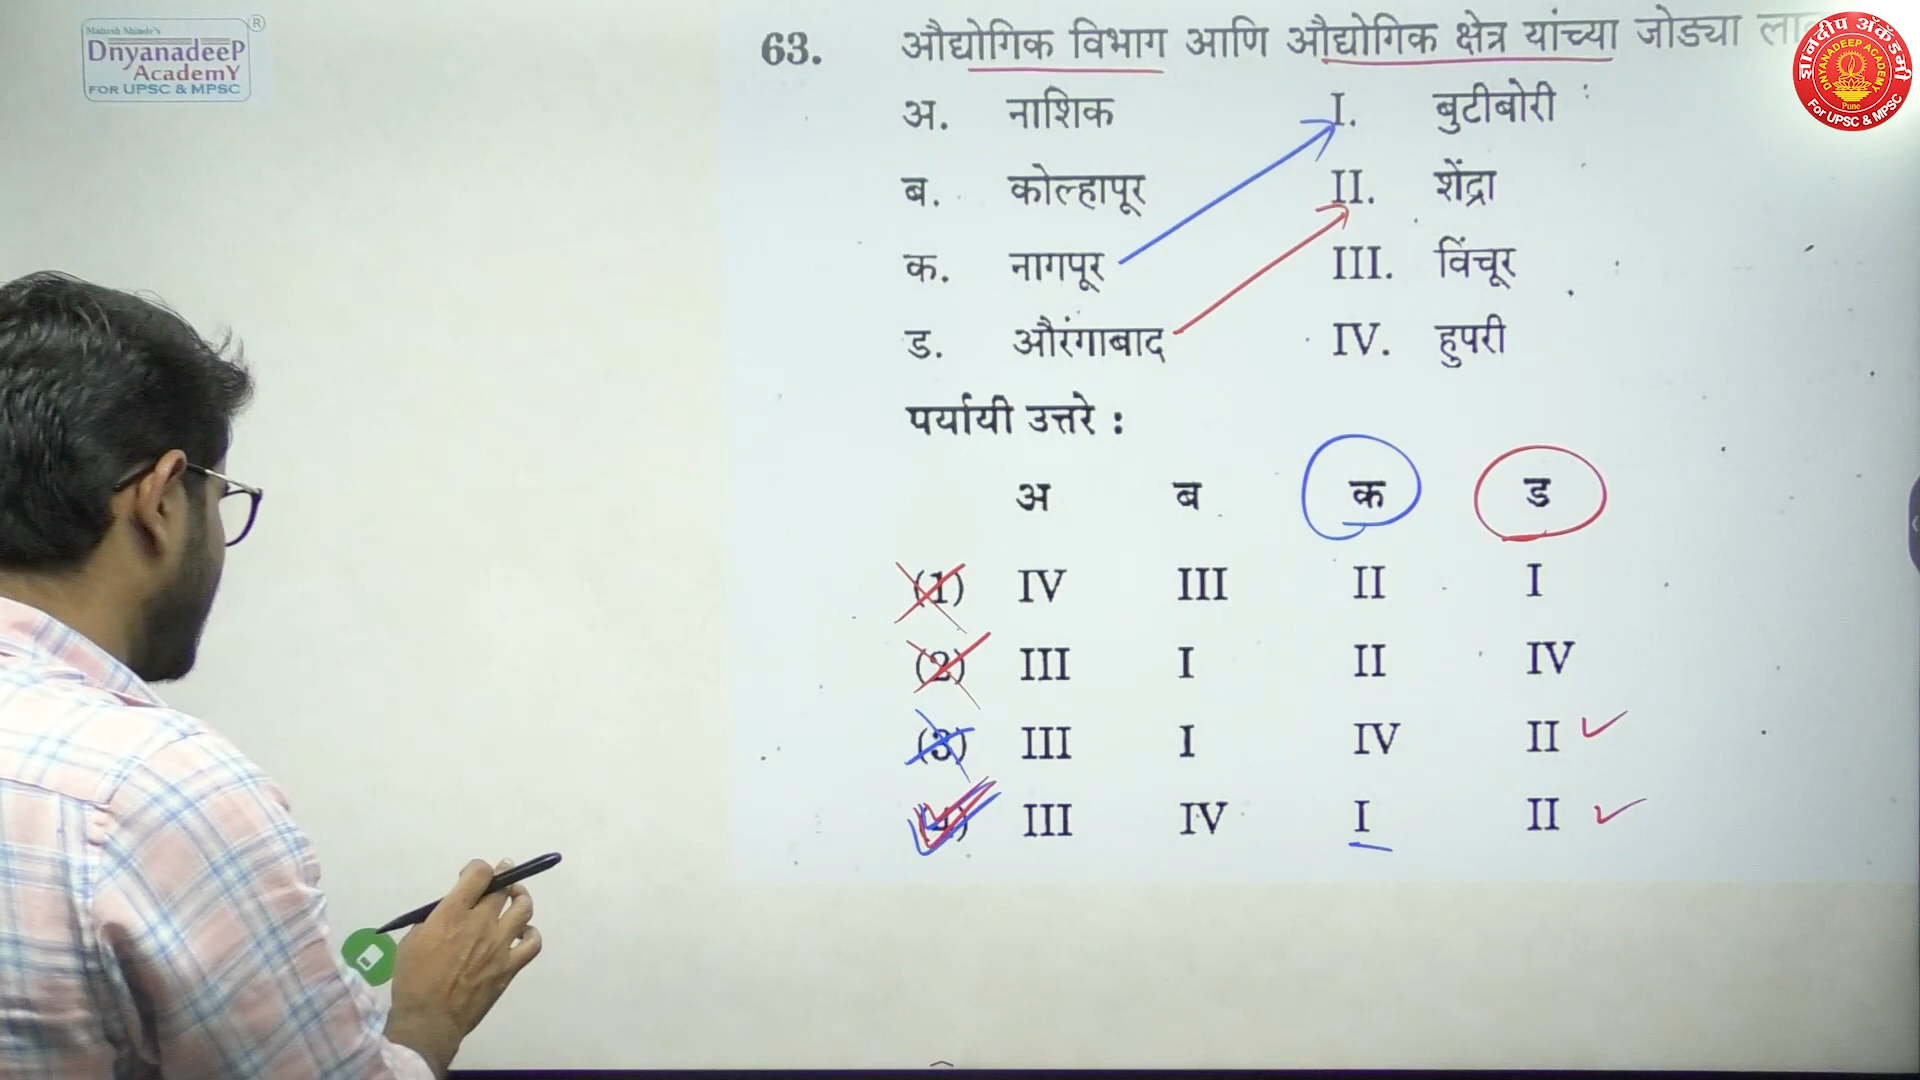 Mahesh Shinde's
DnyanadeeP
AcademY
FOR UPSC & MPSC
®
ज्ञानदीप अ‍ॅकॅडमी
DNYANADEEP ACADEMY
Pune
For UPSC & MPSC
63. औद्योगिक विभाग आणि औद्योगिक क्षेत्र यांच्या जोड्या
अ. नाशिक I. बुटीबोरी
ब. कोल्हापूर II. शेंद्रा
क. नागपूर III. विंचूर
ड. औरंगाबाद IV. हुपरी
पर्यायी उत्तरे :
अ ब क ड
(1) IV III II I
(2) III I II IV
(3) III I IV II
(4) III IV I II